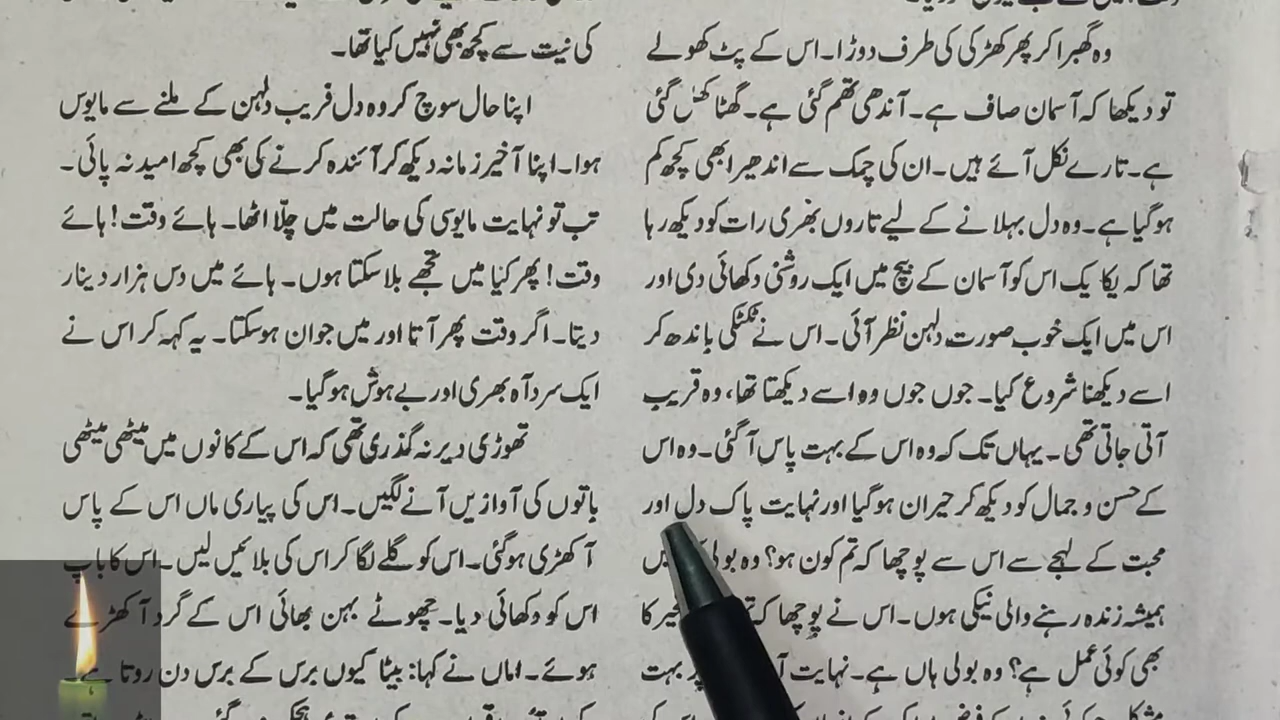 وہ گھبرا کر پھر کھڑکی کی طرف دوڑا۔ اس کے پٹ کھولے
تو دیکھا کہ آسمان صاف ہے۔ آندھی تھم گئی ہے۔ گھٹا کھل گئی
ہے۔ تارے نکل آئے ہیں۔ ان کی چمک سے اندھیرا بھی کچھ کم
ہو گیا ہے۔ وہ دل بہلانے کے لیے تاروں بھری رات کو دیکھ رہا
تھا کہ یکایک اس کو آسمان کے بیچ میں ایک روشنی دکھائی دی اور
اس میں ایک خوب صورت دلہن نظر آئی۔ اس نے ٹکٹکی باندھ کر
اسے دیکھنا شروع کیا۔ جوں جوں وہ اسے دیکھتا تھا، وہ قریب
آتی جاتی تھی۔ یہاں تک کہ وہ اس کے بہت پاس آ گئی۔ وہ اس
کے حسن و جمال کو دیکھ کر حیران ہو گیا اور نہایت پاک دل اور
محبت کے لہجے سے اس سے پوچھا کہ تم کون ہو؟ وہ بولی
ہمیشہ زندہ رہنے والی نیکی ہوں۔ اس نے پوچھا کہ کا
بھی کوئی عمل ہے؟ وہ بولی ہاں ہے۔ نہایت بہت
کی نیت سے کچھ بھی نہیں کیا تھا۔
اپنا حال سوچ کر وہ دل فریب دلہن کے ملنے سے مایوس
ہوا۔ اپنا آخیر زمانہ دیکھ کر آئندہ کرنے کی بھی کچھ امید نہ پائی۔
تب تو نہایت مایوسی کی حالت میں چلّا اٹھا۔ ہائے وقت! ہائے
وقت! پھر کیا میں تجھے بلا سکتا ہوں۔ ہائے میں دس ہزار دینار
دیتا۔ اگر وقت پھر آتا اور میں جوان ہو سکتا۔ یہ کہہ کر اس نے
ایک سرد آہ بھری اور بے ہوش ہو گیا۔
تھوڑی دیر نہ گذری تھی کہ اس کے کانوں میں میٹھی میٹھی
باتوں کی آوازیں آنے لگیں۔ اس کی پیاری ماں اس کے پاس
آ کھڑی ہو گئی۔ اس کو گلے لگا کر اس کی بلائیں لیں۔ اس کا باپ
اس کو دکھائی دیا۔ چھوٹے بہن بھائی اس کے گرد آ کھڑے
ہوئے۔ اماں نے کہا: بیٹا کیوں برس کے برس دن روتا ہے۔